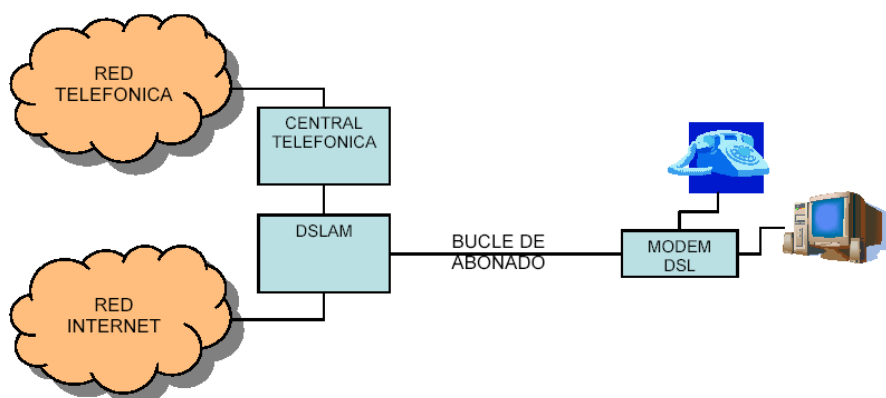 RED
TELEFONICA
CENTRAL
TELEFONICA
DSLAM
BUCLE DE
ABONADO
MODEM
DSL
RED
INTERNET